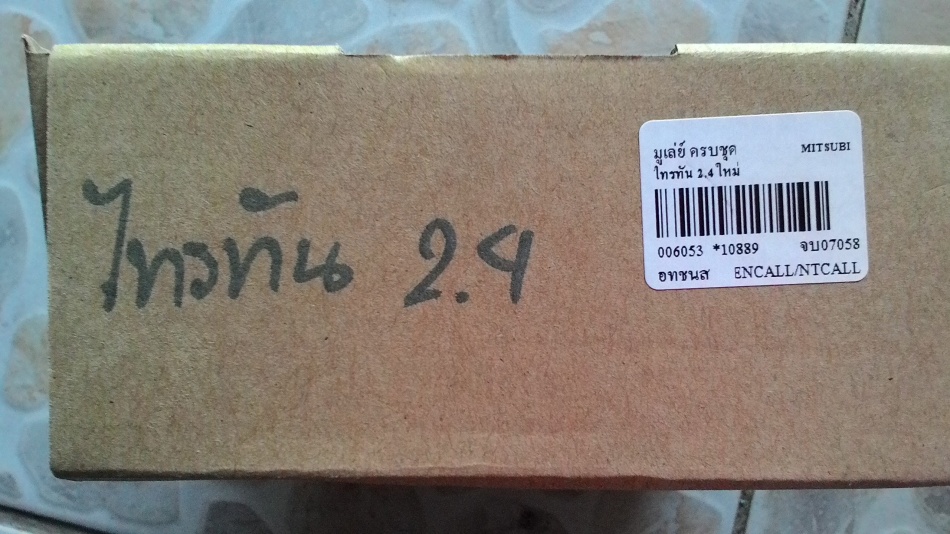 ไทรทัน 2.4
มูเล่ย์ ครบชุด MITSUBI
ไทรทัน 2.4 ใหม่
006053 *10889 จบ07058
อทชนส ENCALL/NTCALL